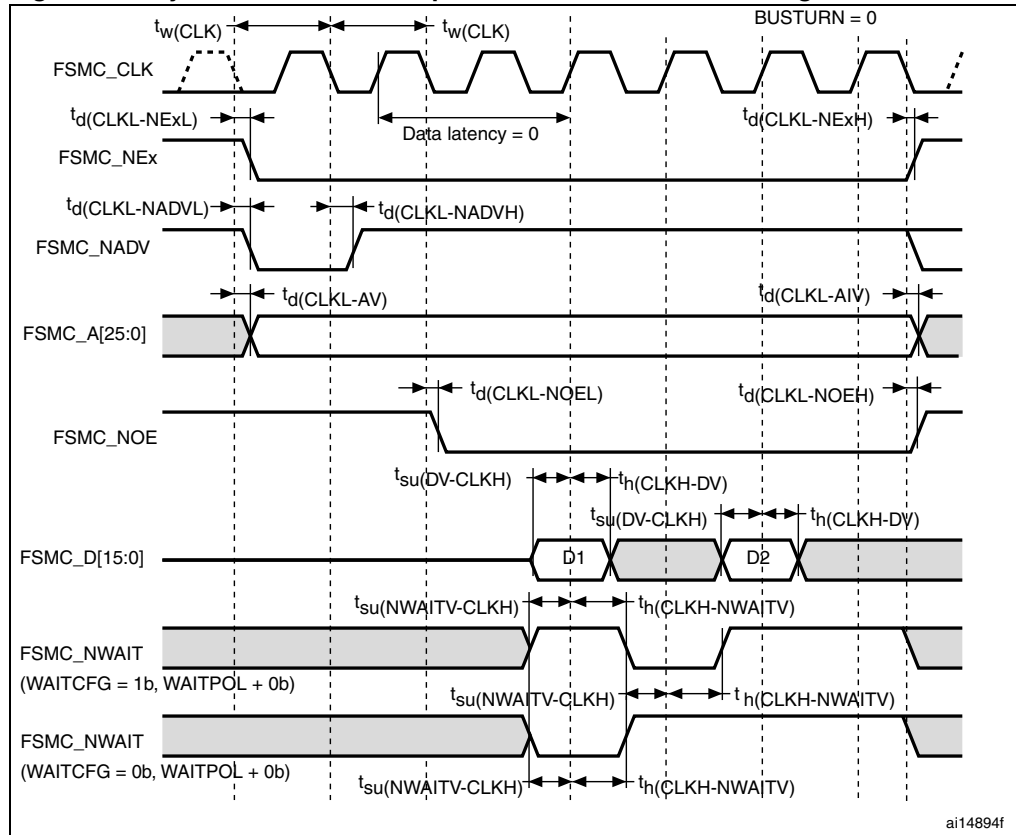 tw(CLK) tw(CLK) BUSTURN = 0
FSMC_CLK
td(CLKL-NExL) Data latency = 0 td(CLKL-NExH)
FSMC_NEx
td(CLKL-NADVL) td(CLKL-NADVH)
FSMC_NADV
td(CLKL-AV) td(CLKL-AIV)
FSMC_A[25:0]
td(CLKL-NOEL) td(CLKL-NOEH)
FSMC_NOE
tsu(DV-CLKH) th(CLKH-DV)
tsu(DV-CLKH) th(CLKH-DV)
FSMC_D[15:0] D1 D2
tsu(NWAITV-CLKH) th(CLKH-NWAITV)
FSMC_NWAIT
(WAITCFG = 1b, WAITPOL + 0b)
tsu(NWAITV-CLKH) th(CLKH-NWAITV)
FSMC_NWAIT
(WAITCFG = 0b, WAITPOL + 0b)
tsu(NWAITV-CLKH) th(CLKH-NWAITV)
ai14894f